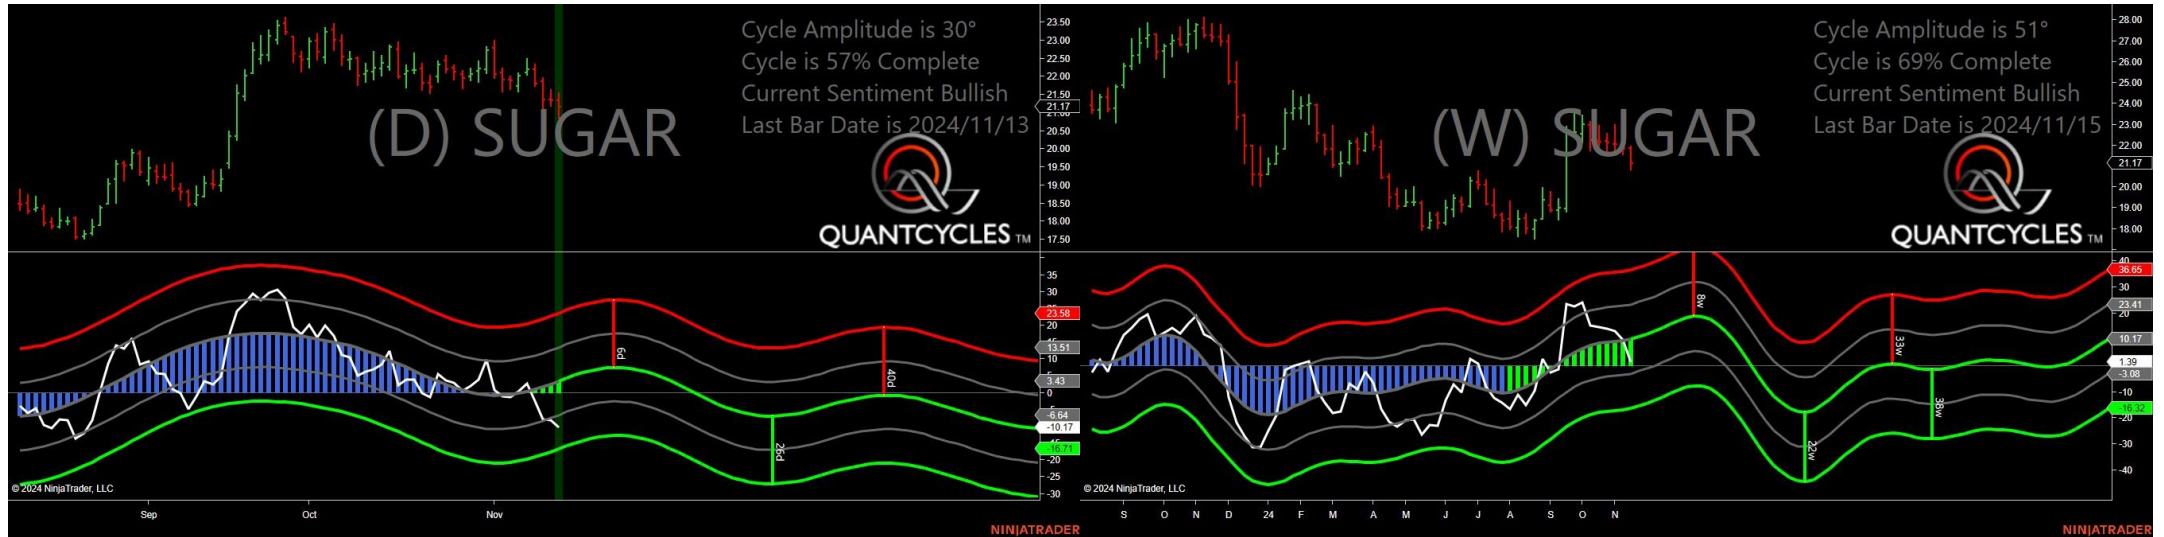 Cycle Amplitude is 30°
Cycle is 57% Complete
Current Sentiment Bullish
Last Bar Date is 2024/11/13
(D) SUGAR
QUANTCYCLES TM
23.50
23.00
22.50
22.00
21.50
21.17
20.50
20.00
19.50
19.00
18.50
18.00
17.50
35
30
23.58
20
13.51
10
3.43
0
-6.64
-10.17
-16.71
-20
-25
-30
6d
26d
40d
© 2024 NinjaTrader, LLC
Sep Oct Nov
NINJATRADER
Cycle Amplitude is 51°
Cycle is 69% Complete
Current Sentiment Bullish
Last Bar Date is 2024/11/15
(W) SUGAR
QUANTCYCLES TM
28.00
27.00
26.00
25.00
24.00
23.00
22.00
21.17
20.00
19.00
18.00
40
36.65
30
23.41
20
10.17
1.39
-3.08
-10
-16.32
-20
-30
-40
8w
22w
33w
38w
© 2024 NinjaTrader, LLC
S O N D 24 F M A M J J A S O N
NINJATRADER